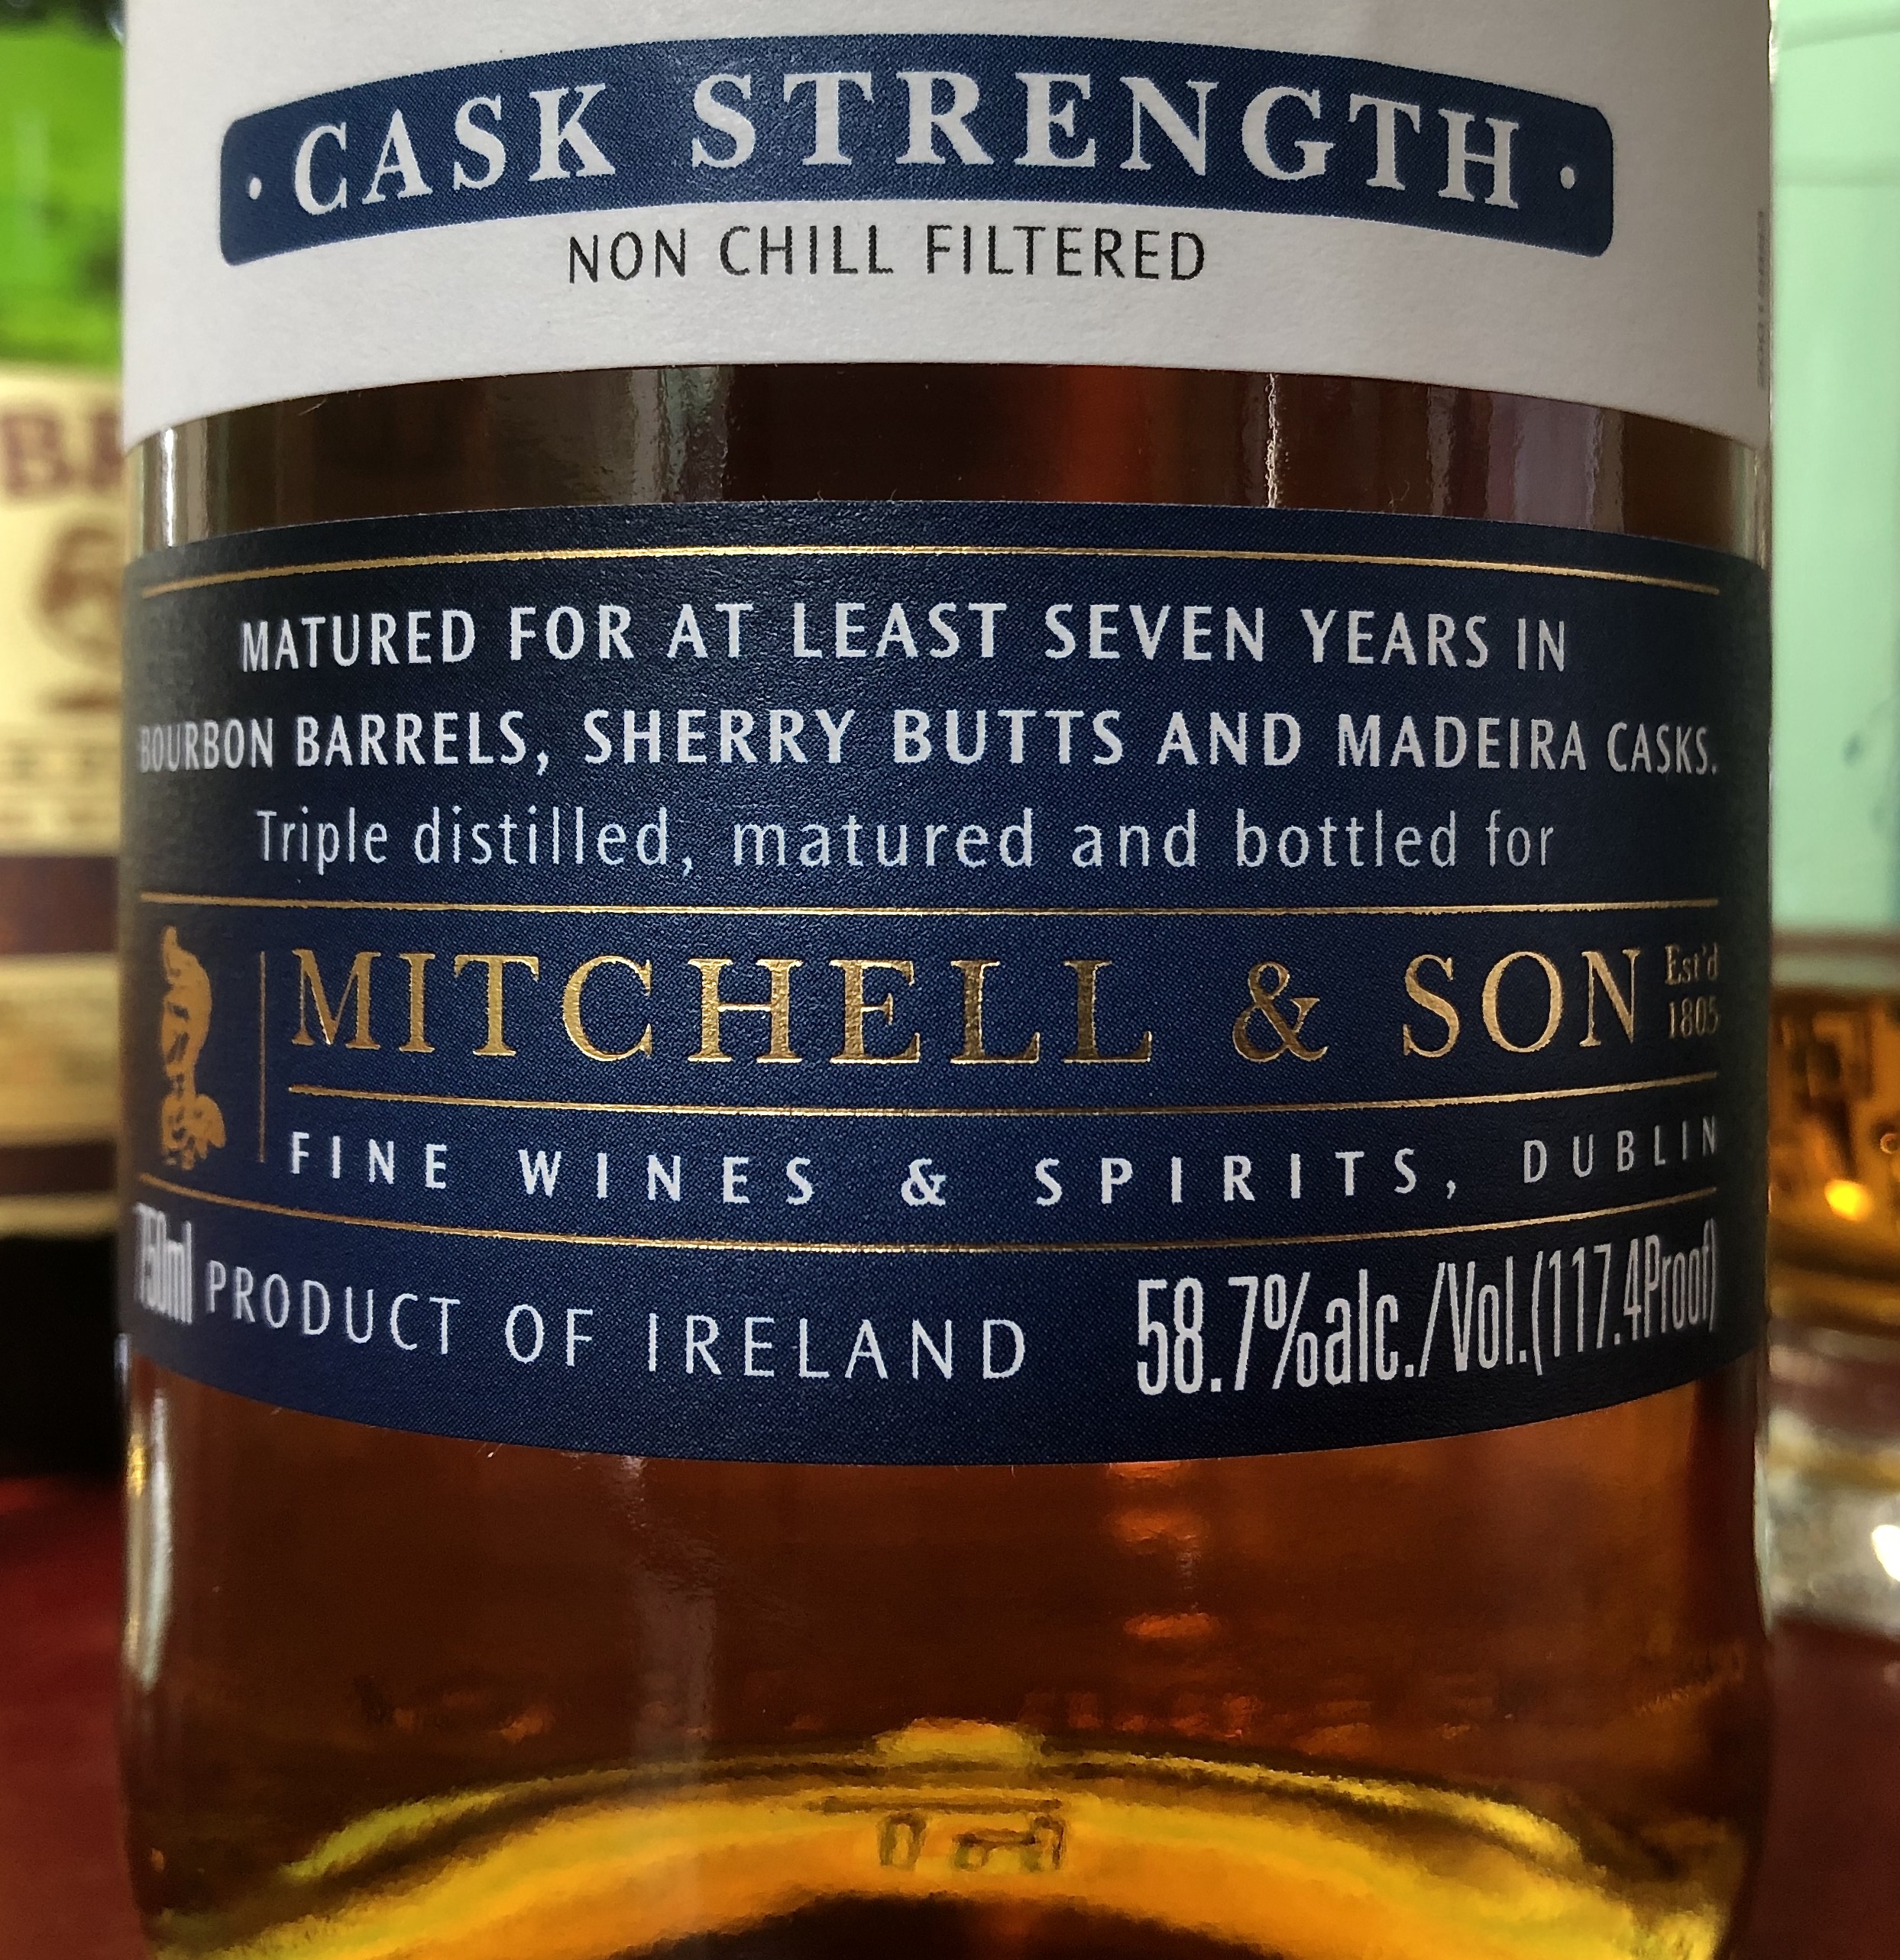 · CASK STRENGTH ·
NON CHILL FILTERED
MATURED FOR AT LEAST SEVEN YEARS IN
BOURBON BARRELS, SHERRY BUTTS AND MADEIRA CASKS.
Triple distilled, matured and bottled for
MITCHELL & SON Est'd 1805
FINE WINES & SPIRITS, DUBLIN
750ml PRODUCT OF IRELAND 58.7%alc./Vol.(117.4Proof)